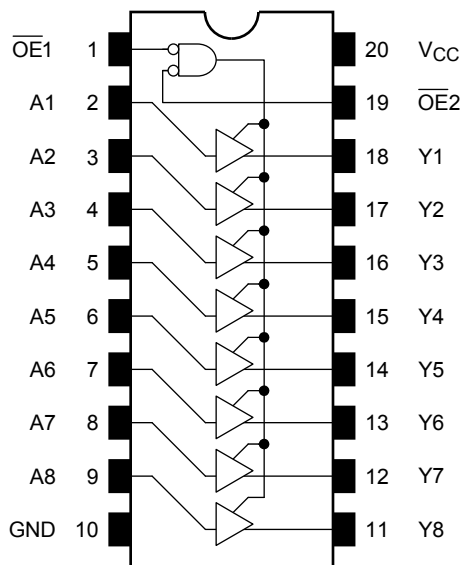 OE1 1 20 VCC
A1 2 19 OE2
A2 3 18 Y1
A3 4 17 Y2
A4 5 16 Y3
A5 6 15 Y4
A6 7 14 Y5
A7 8 13 Y6
A8 9 12 Y7
GND 10 11 Y8